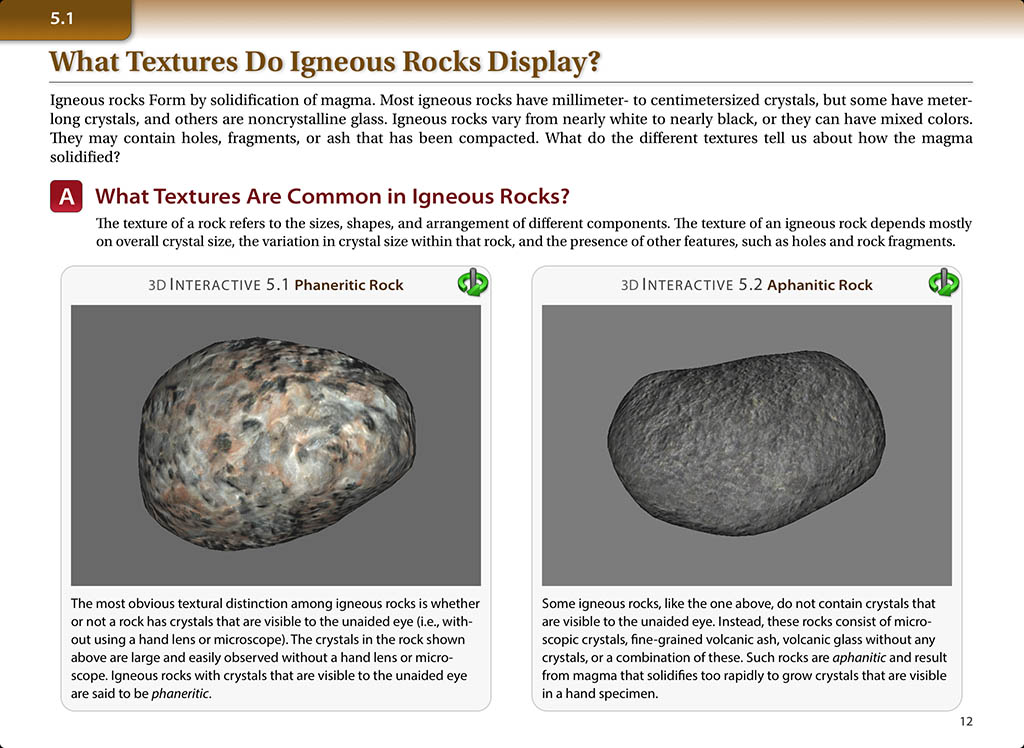 5.1
What Textures Do Igneous Rocks Display?
Igneous rocks Form by solidification of magma. Most igneous rocks have millimeter- to centimetersized crystals, but some have meter-
long crystals, and others are noncrystalline glass. Igneous rocks vary from nearly white to nearly black, or they can have mixed colors.
They may contain holes, fragments, or ash that has been compacted. What do the different textures tell us about how the magma
solidified?
A What Textures Are Common in Igneous Rocks?
The texture of a rock refers to the sizes, shapes, and arrangement of different components. The texture of an igneous rock depends mostly
on overall crystal size, the variation in crystal size within that rock, and the presence of other features, such as holes and rock fragments.
3D INTERACTIVE 5.1 Phaneritic Rock
The most obvious textural distinction among igneous rocks is whether
or not a rock has crystals that are visible to the unaided eye (i.e., with-
out using a hand lens or microscope). The crystals in the rock shown
above are large and easily observed without a hand lens or micro-
scope. Igneous rocks with crystals that are visible to the unaided eye
are said to be phaneritic.
3D INTERACTIVE 5.2 Aphanitic Rock
Some igneous rocks, like the one above, do not contain crystals that
are visible to the unaided eye. Instead, these rocks consist of micro-
scopic crystals, fine-grained volcanic ash, volcanic glass without any
crystals, or a combination of these. Such rocks are aphanitic and result
from magma that solidifies too rapidly to grow crystals that are visible
in a hand specimen.
12